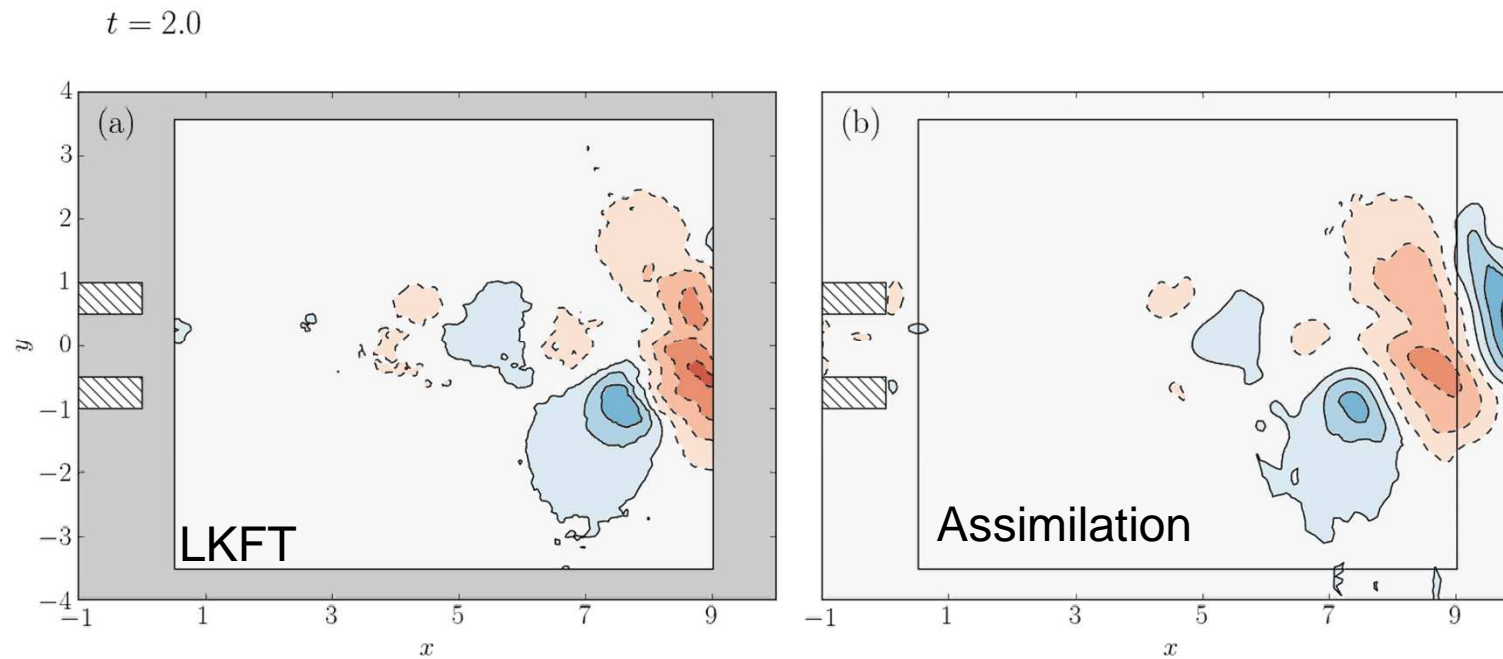 t = 2.0
(a)
4
3
2
1
0
−1
−2
−3
−4
y
LKFT
−1 1 3 5 7 9
x
(b)
Assimilation
−1 1 3 5 7 9
x